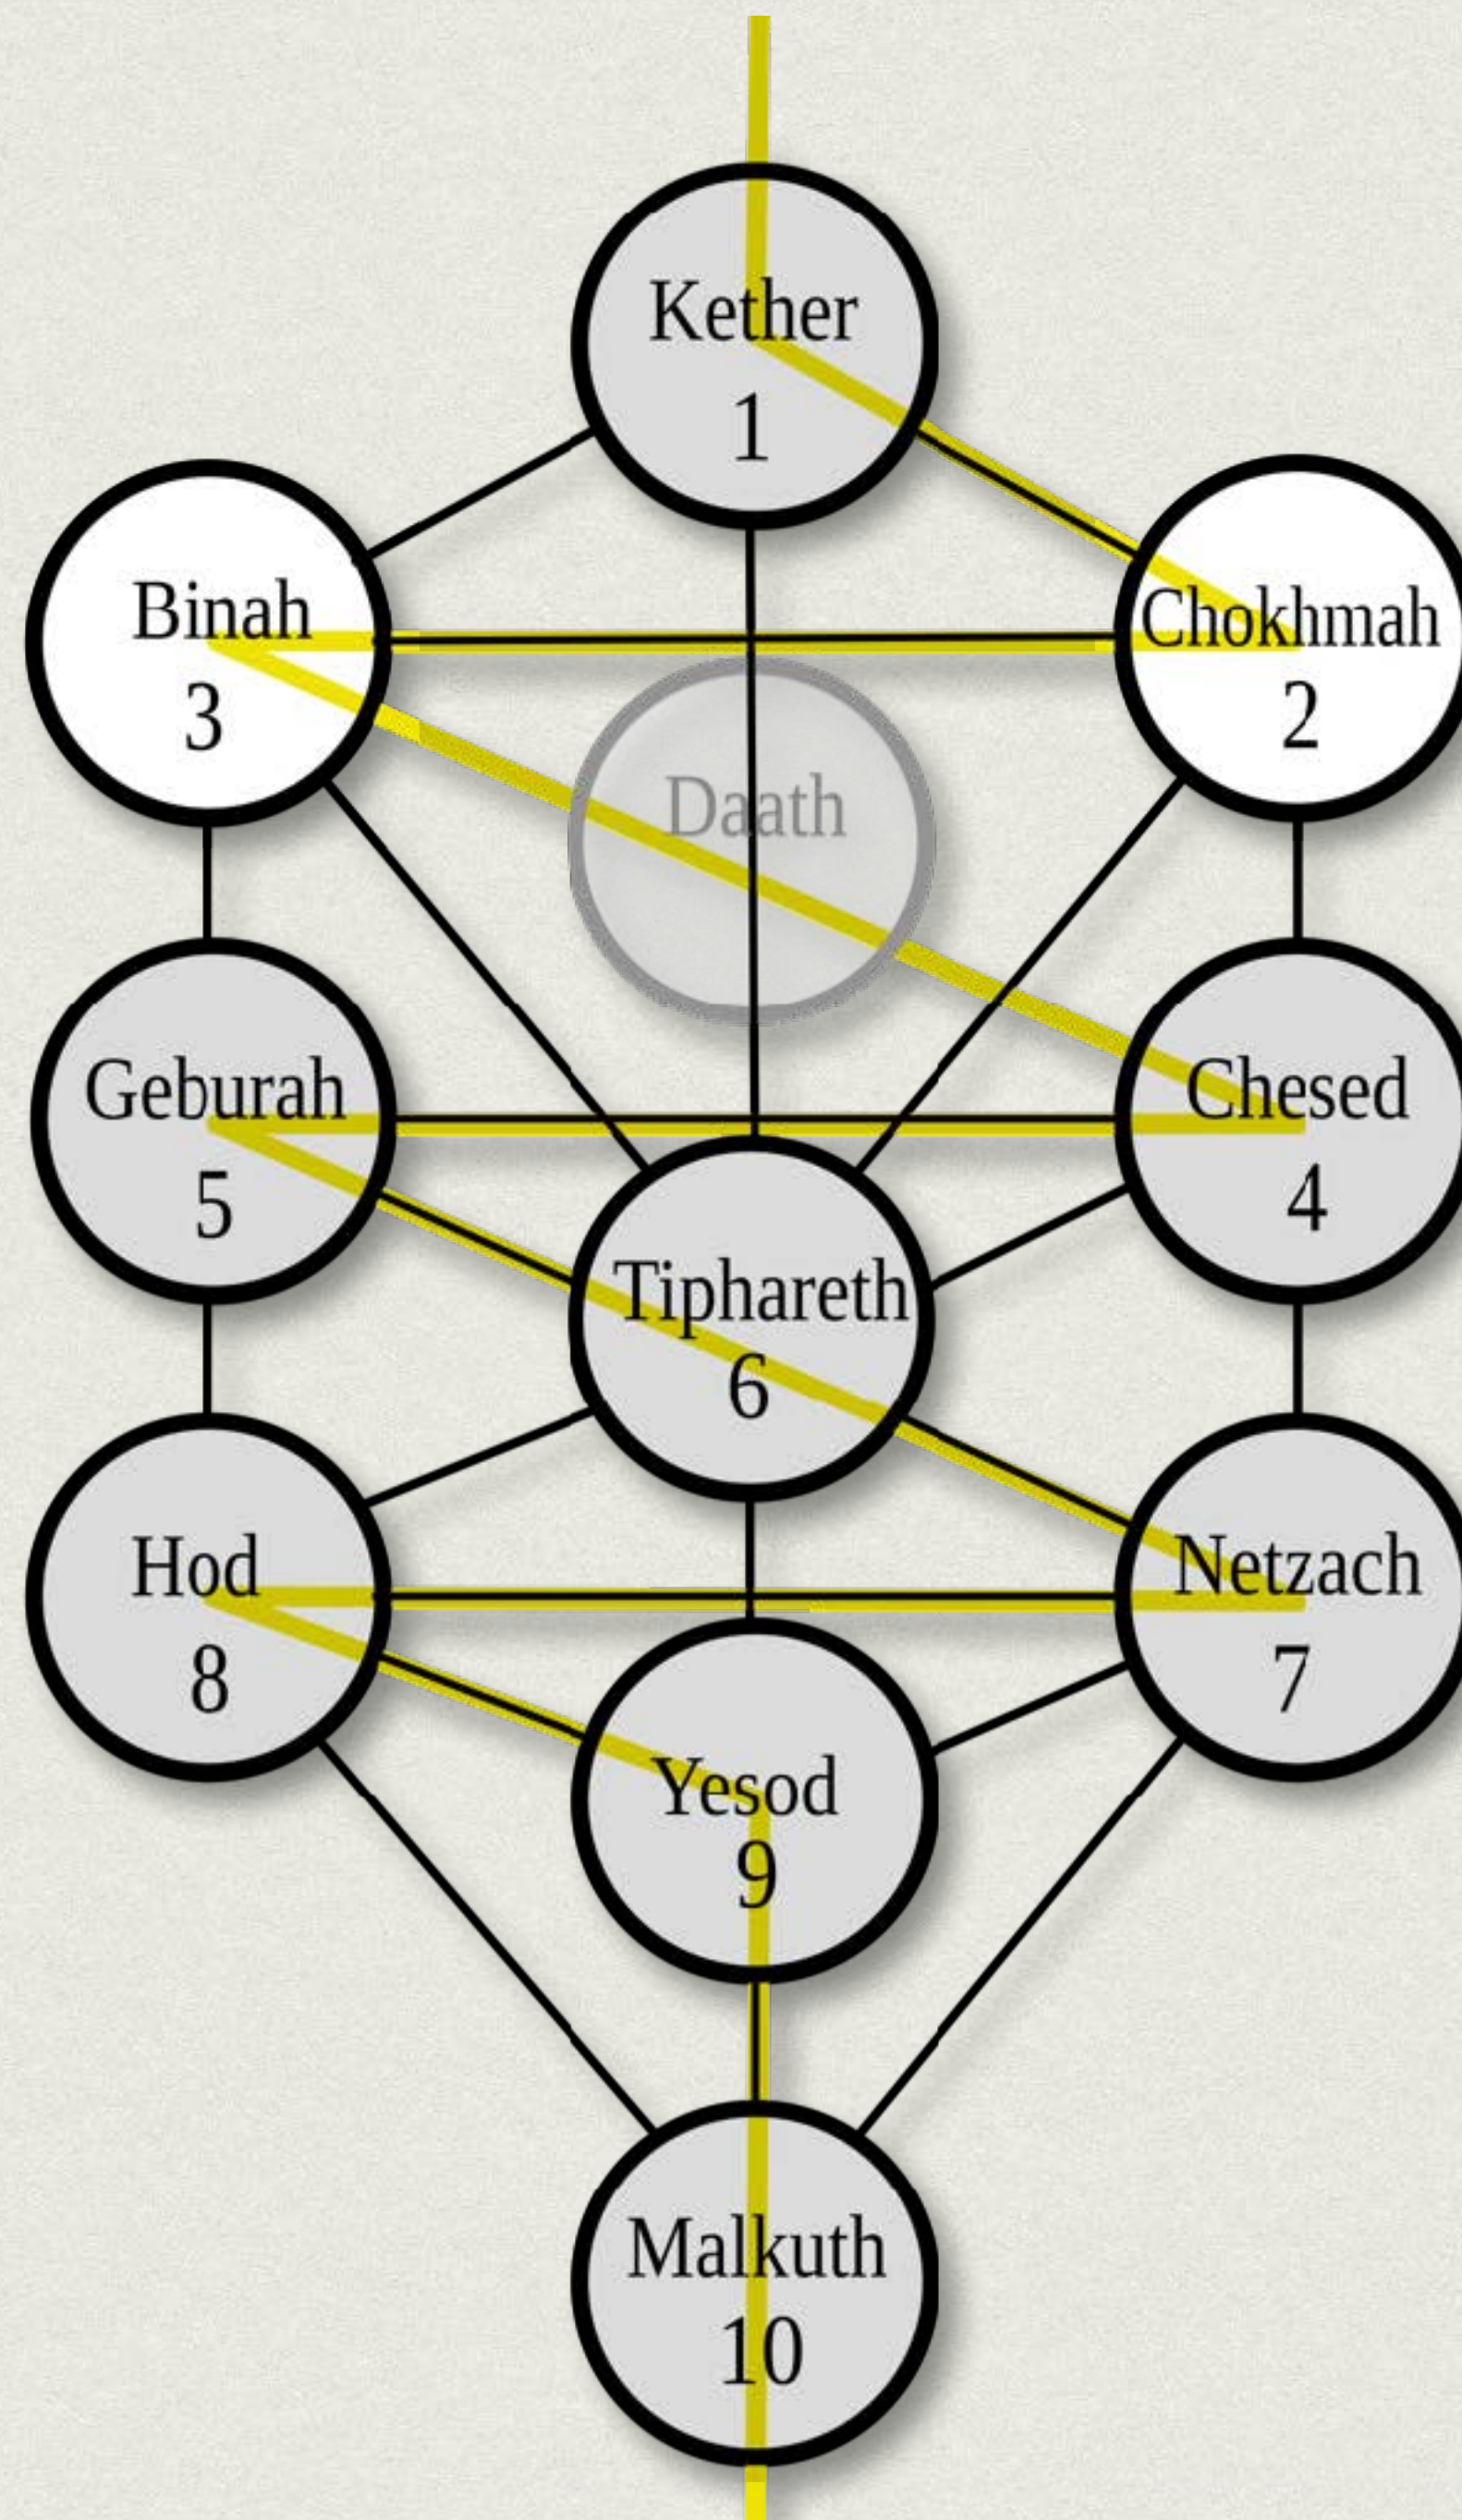 Kether
1
Binah
3
Chokhmah
2
Daath
Geburah
5
Chesed
4
Tiphareth
6
Hod
8
Netzach
7
Yesod
9
Malkuth
10